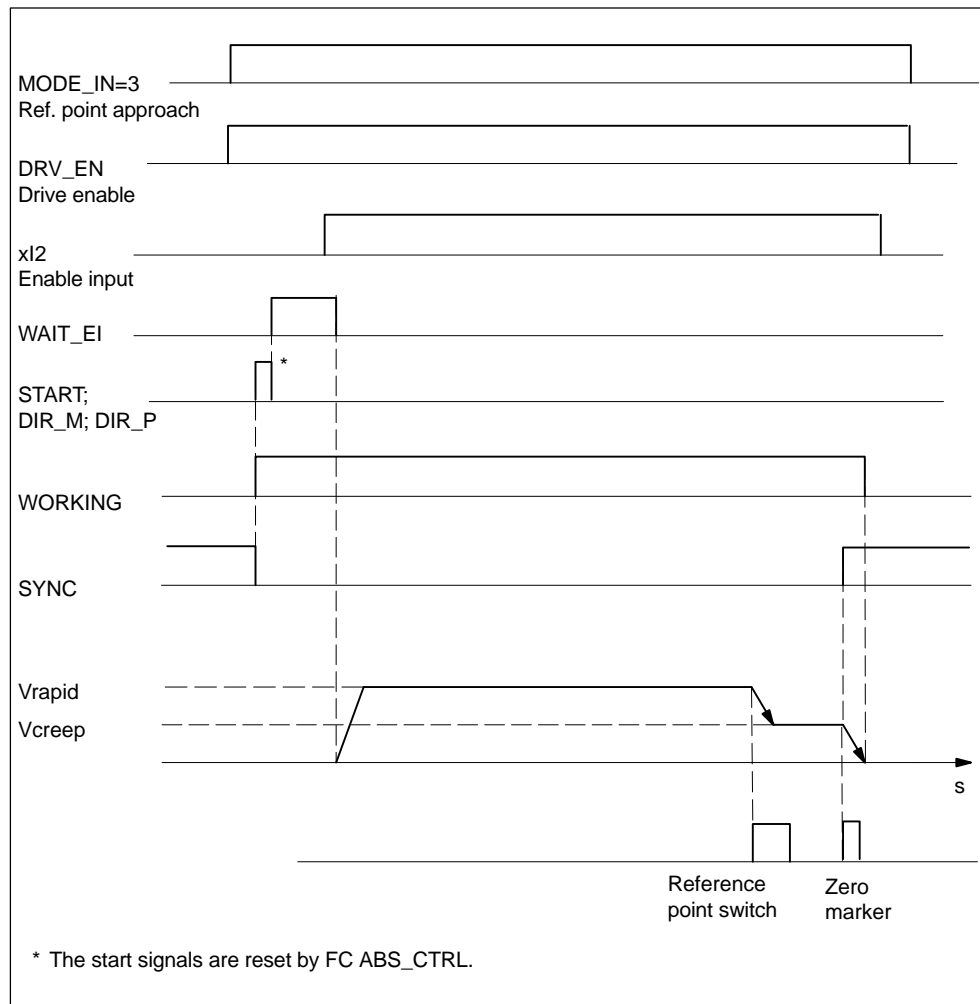 MODE_IN=3
Ref. point approach
DRV_EN
Drive enable
xI2
Enable input
WAIT_EI
*
START;
DIR_M; DIR_P
WORKING
SYNC
Vrapid
Vcreep
s
Reference
point switch
Zero
marker
* The start signals are reset by FC ABS_CTRL.